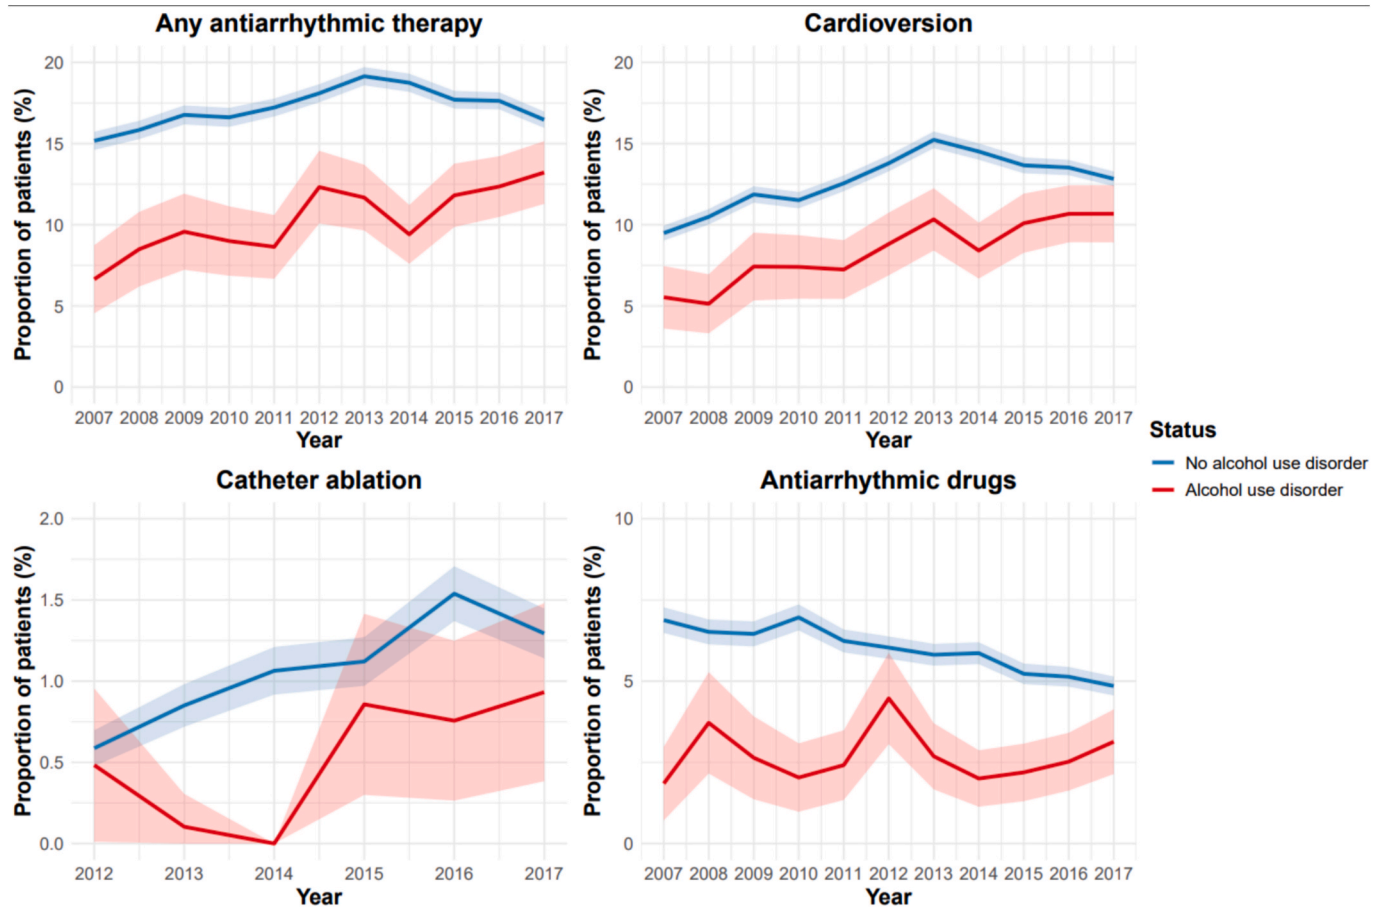 Any antiarrhythmic therapy
Proportion of patients (%)
20
15
10
5
0
2007 2008 2009 2010 2011 2012 2013 2014 2015 2016 2017
Year
Cardioversion
Proportion of patients (%)
20
15
10
5
0
2007 2008 2009 2010 2011 2012 2013 2014 2015 2016 2017
Year
Status
No alcohol use disorder
Alcohol use disorder
Catheter ablation
Proportion of patients (%)
2.0
1.5
1.0
0.5
0.0
2012 2013 2014 2015 2016 2017
Year
Antiarrhythmic drugs
Proportion of patients (%)
10
5
0
2007 2008 2009 2010 2011 2012 2013 2014 2015 2016 2017
Year